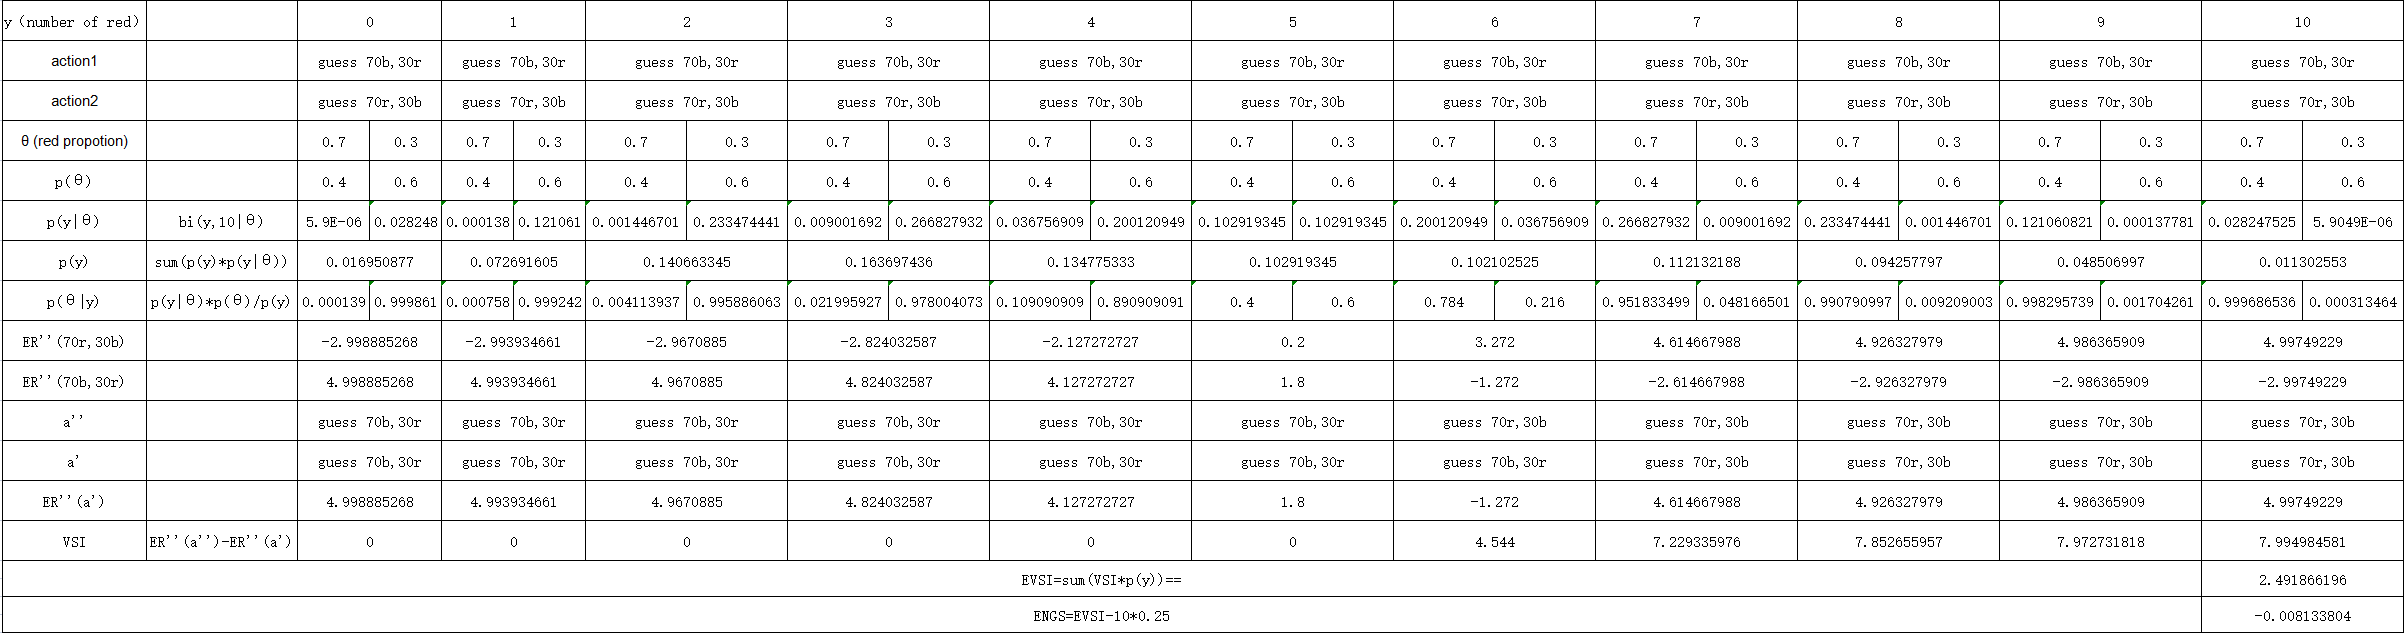 y（number of red） 0 1 2 3 4 5 6 7 8 9 10
action1 guess 70b,30r guess 70b,30r guess 70b,30r guess 70b,30r guess 70b,30r guess 70b,30r guess 70b,30r guess 70b,30r guess 70b,30r guess 70b,30r guess 70b,30r
action2 guess 70r,30b guess 70r,30b guess 70r,30b guess 70r,30b guess 70r,30b guess 70r,30b guess 70r,30b guess 70r,30b guess 70r,30b guess 70r,30b guess 70r,30b
θ (red propotion) 0.7 0.3 0.7 0.3 0.7 0.3 0.7 0.3 0.7 0.3 0.7 0.3 0.7 0.3 0.7 0.3 0.7 0.3 0.7 0.3 0.7 0.3
p(θ) 0.4 0.6 0.4 0.6 0.4 0.6 0.4 0.6 0.4 0.6 0.4 0.6 0.4 0.6 0.4 0.6 0.4 0.6 0.4 0.6 0.4 0.6
p(y|θ) bi(y,10|θ) 5.9E-06 0.028248 0.000138 0.121061 0.001446701 0.233474441 0.009001692 0.266827932 0.036756909 0.200120949 0.102919345 0.102919345 0.200120949 0.036756909 0.266827932 0.009001692 0.233474441 0.001446701 0.121060821 0.000137781 0.028247525 5.9049E-06
p(y) sum(p(y)*p(y|θ)) 0.016950877 0.072691605 0.140663345 0.163697436 0.134775333 0.102919345 0.102102525 0.112132188 0.094257797 0.048506997 0.011302553
p(θ|y) p(y|θ)*p(θ)/p(y) 0.000139 0.999861 0.000758 0.999242 0.004113937 0.995886063 0.021995927 0.978004073 0.109090909 0.890909091 0.4 0.6 0.784 0.216 0.951833499 0.048166501 0.990790997 0.009209003 0.998295739 0.001704261 0.999686536 0.000313464
ER''(70r,30b) -2.998885268 -2.993934661 -2.9670885 -2.824032587 -2.127272727 0.2 3.272 4.614667988 4.926327979 4.986365909 4.99749229
ER''(70b,30r) 4.998885268 4.993934661 4.9670885 4.824032587 4.127272727 1.8 -1.272 -2.614667988 -2.926327979 -2.986365909 -2.99749229
a'' guess 70b,30r guess 70b,30r guess 70b,30r guess 70b,30r guess 70b,30r guess 70b,30r guess 70r,30b guess 70r,30b guess 70r,30b guess 70r,30b guess 70r,30b
a' guess 70b,30r guess 70b,30r guess 70b,30r guess 70b,30r guess 70b,30r guess 70b,30r guess 70b,30r guess 70r,30b guess 70r,30b guess 70r,30b guess 70r,30b
ER''(a') 4.998885268 4.993934661 4.9670885 4.824032587 4.127272727 1.8 -1.272 4.614667988 4.926327979 4.986365909 4.99749229
VSI ER''(a'')-ER''(a') 0 0 0 0 0 0 4.544 7.229335976 7.852655957 7.972731818 7.994984581
EVSI=sum(VSI*p(y))== 2.491866196
ENGS=EVSI-10*0.25 -0.008133804